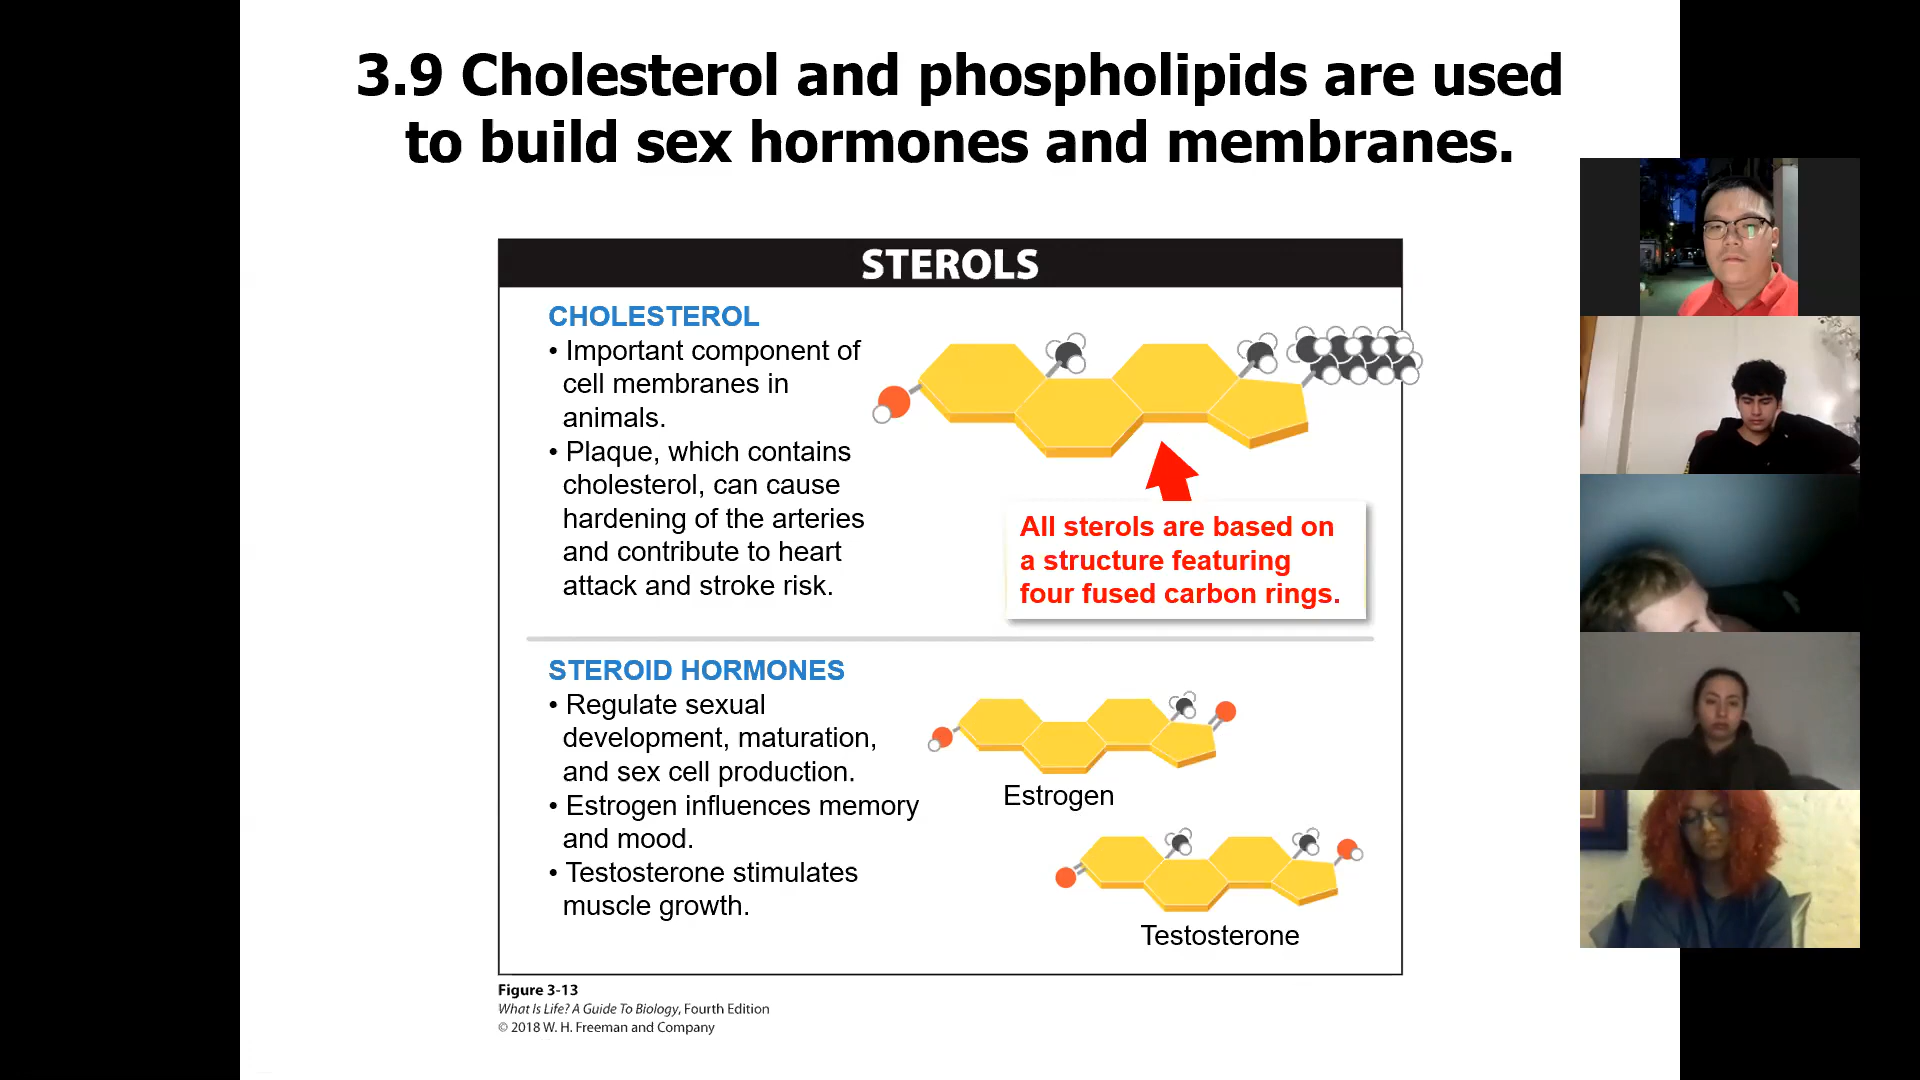 3.9 Cholesterol and phospholipids are used
to build sex hormones and membranes.
STEROLS
CHOLESTEROL
• Important component of
cell membranes in
animals.
• Plaque, which contains
cholesterol, can cause
hardening of the arteries
and contribute to heart
attack and stroke risk.
All sterols are based on
a structure featuring
four fused carbon rings.
STEROID HORMONES
• Regulate sexual
development, maturation,
and sex cell production.
• Estrogen influences memory
and mood.
• Testosterone stimulates
muscle growth.
Estrogen
Testosterone
Figure 3-13
What Is Life? A Guide To Biology, Fourth Edition
© 2018 W. H. Freeman and Company